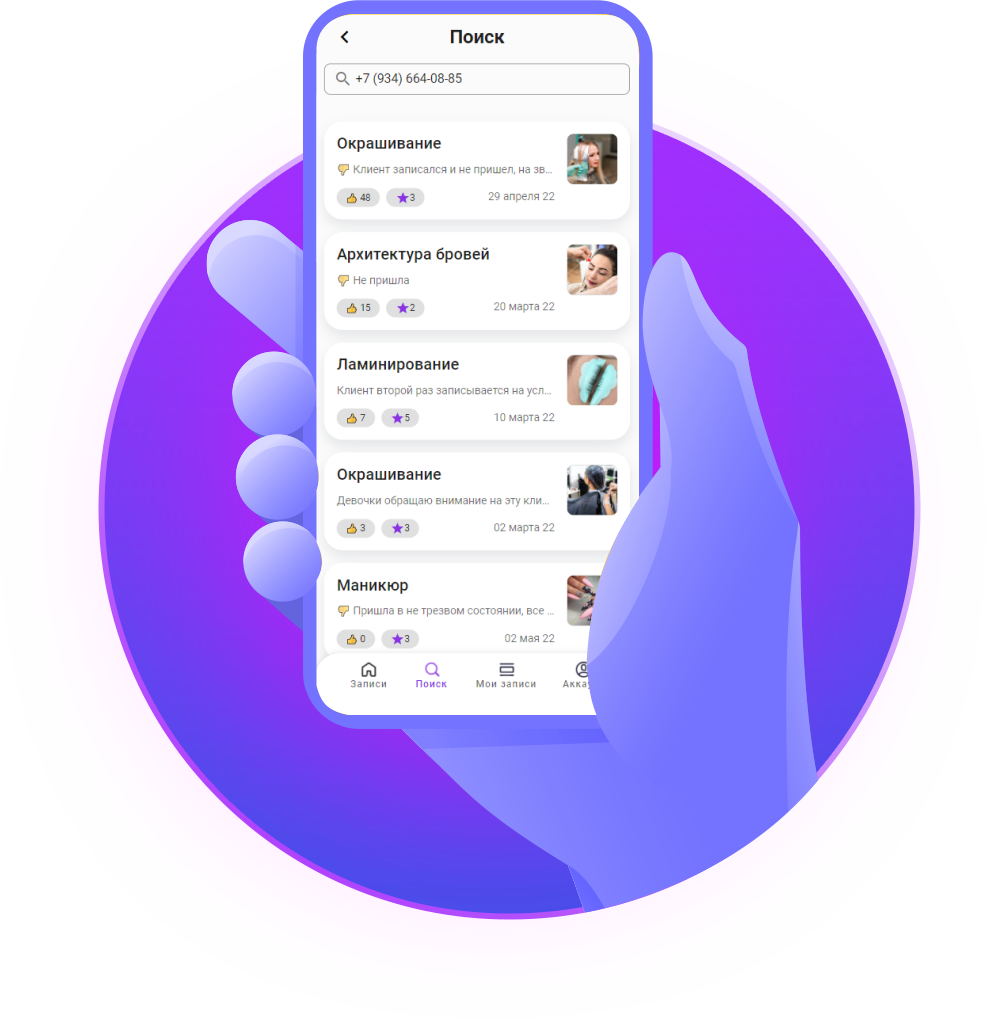 Поиск
+7 (934) 664-08-85
Окрашивание
Клиент записался и не пришел, на зв...
48 3 29 апреля 22
Архитектура бровей
Не пришла
15 2 20 марта 22
Ламинирование
Клиент второй раз записывается на усл...
7 5 10 марта 22
Окрашивание
Девочки обращаю внимание на эту кли...
3 3 02 марта 22
Маникюр
Пришла в не трезвом состоянии, все ...
0 3 02 мая 22
Записи Поиск Мои записи